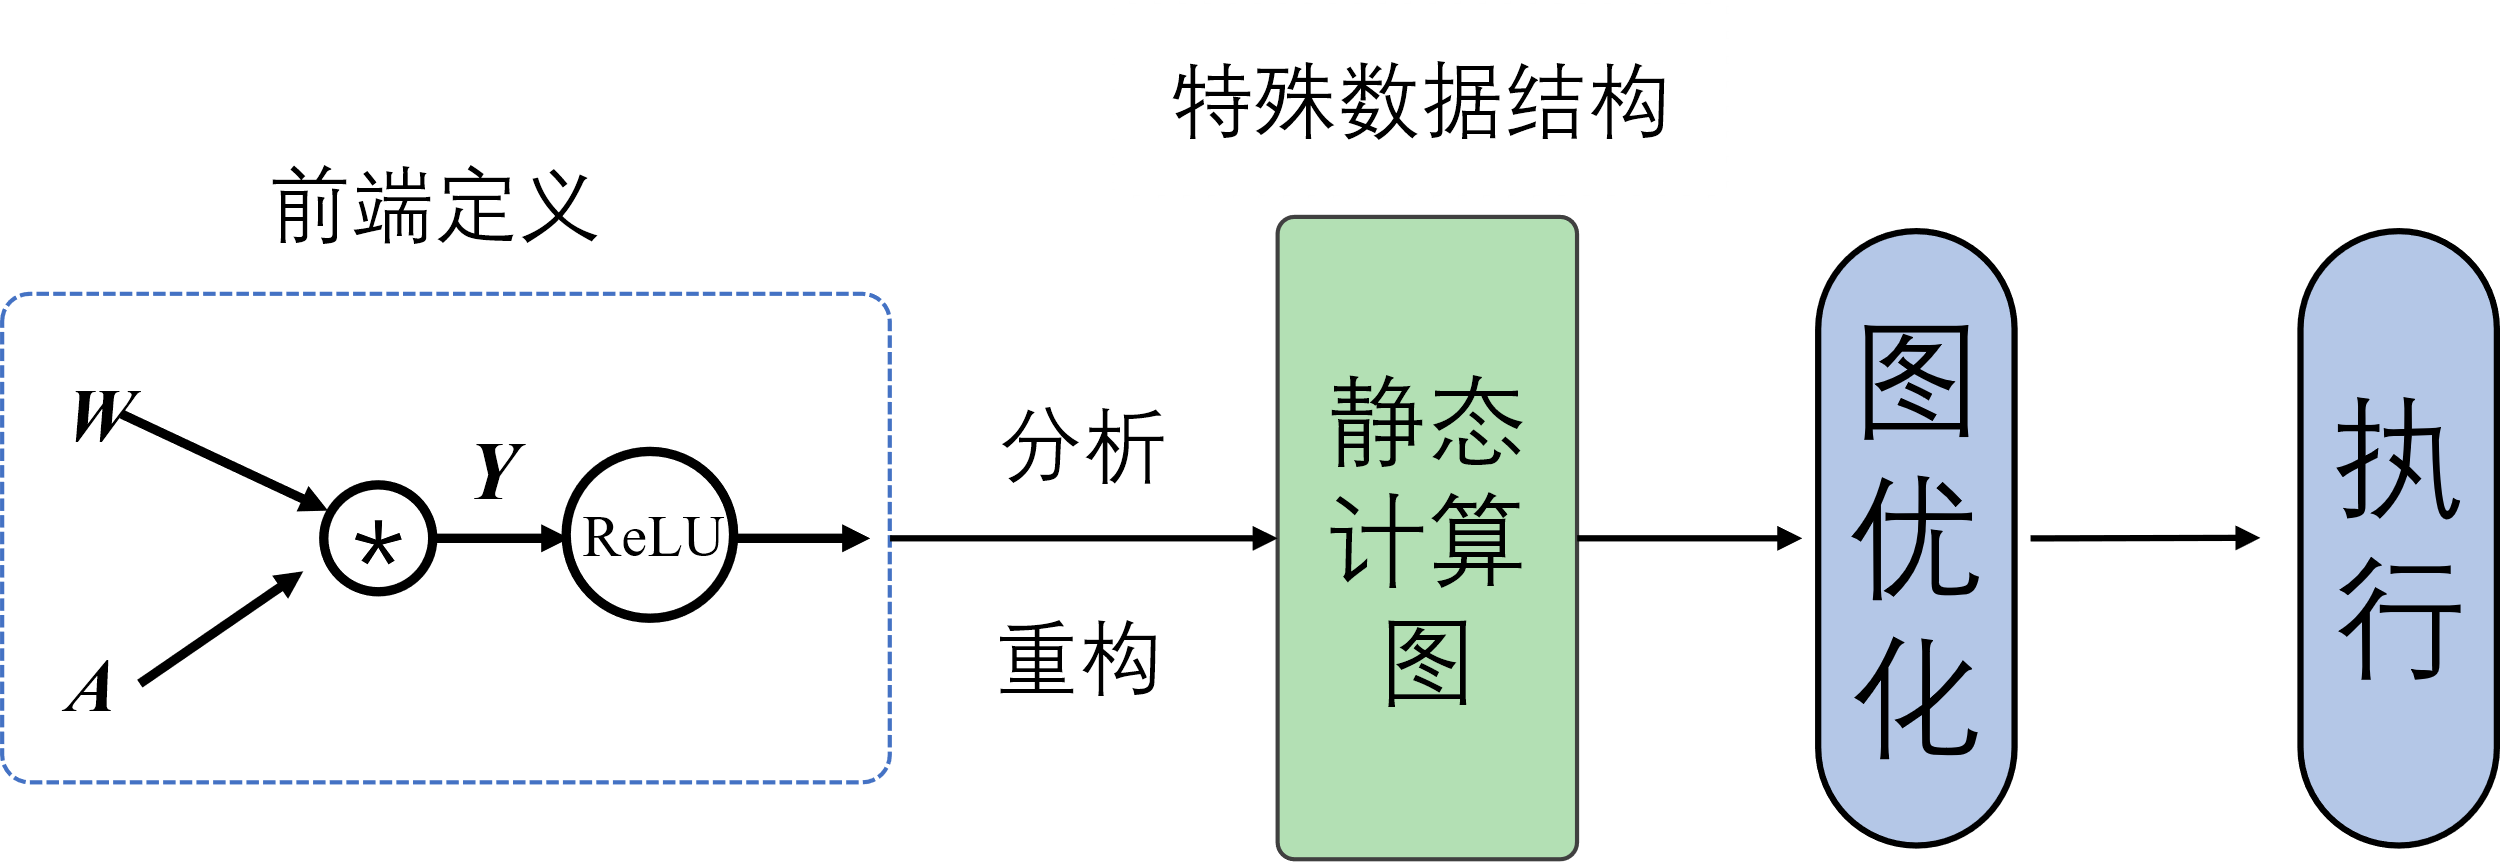 特殊数据结构
前端定义
W
A
*
Y
ReLU
分析
重构
静态
计算
图
图
优
化
执
行